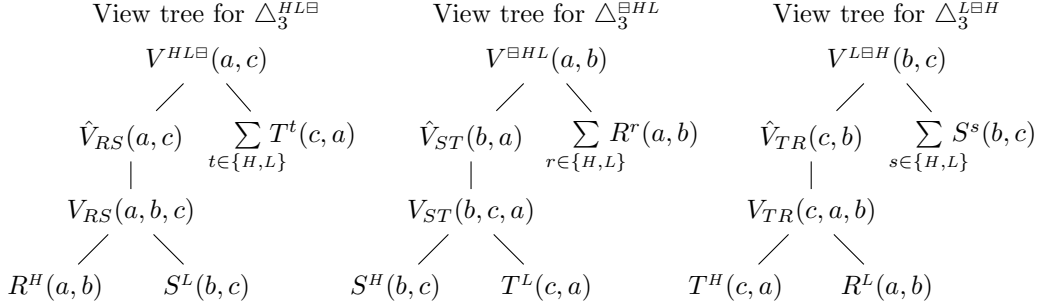 View tree for △₃^{HL⊟} View tree for △₃^{⊟HL} View tree for △₃^{L⊟H}
V^{HL⊟}(a, c) V^{⊟HL}(a, b) V^{L⊟H}(b, c)
V̂_{RS}(a, c) ∑_{t∈{H,L}} T^t(c, a) V̂_{ST}(b, a) ∑_{r∈{H,L}} R^r(a, b) V̂_{TR}(c, b) ∑_{s∈{H,L}} S^s(b, c)
V_{RS}(a, b, c) V_{ST}(b, c, a) V_{TR}(c, a, b)
R^H(a, b) S^L(b, c) S^H(b, c) T^L(c, a) T^H(c, a) R^L(a, b)